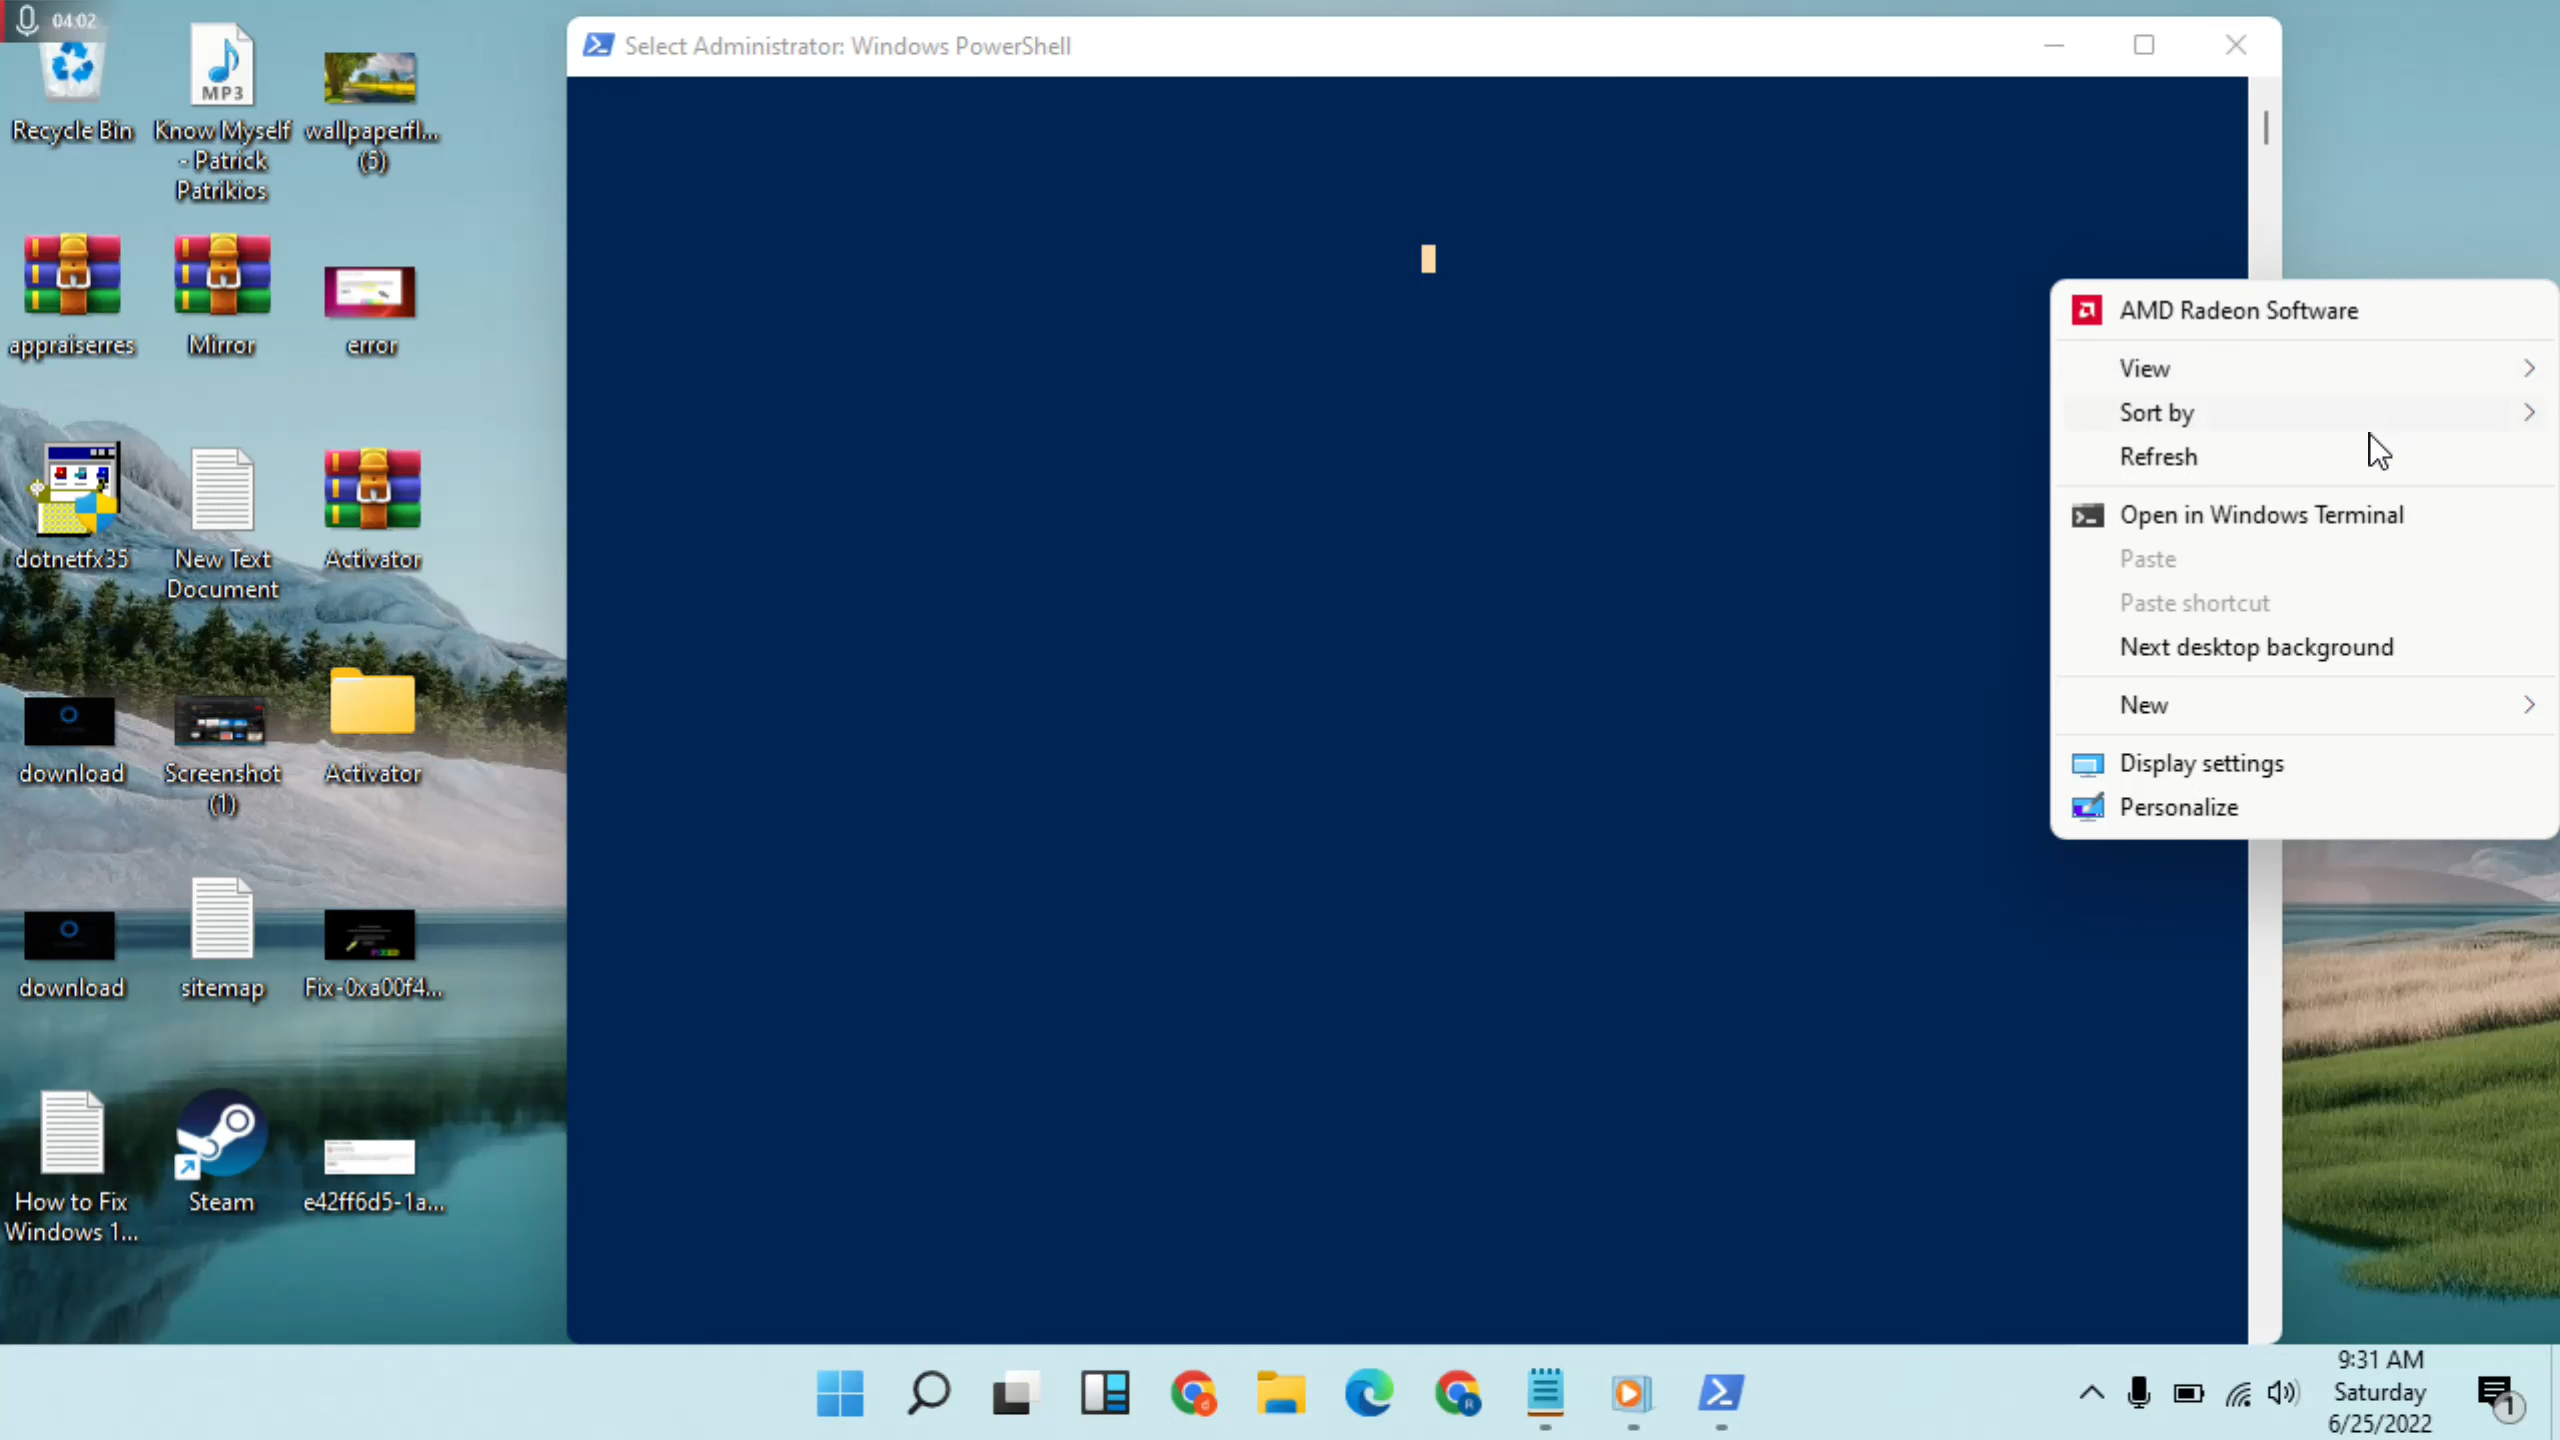 04:02
Select Administrator: Windows PowerShell
Recycle Bin
MP3
Know Myself
- Patrick
Patrikios
wallpaperfl...
(5)
appraiserres
Mirror
error
dotnetfx35
New Text
Document
Activator
download
Screenshot
(1)
Activator
download
sitemap
Fix-0xa00f4...
How to Fix
Windows 1...
Steam
e42ff6d5-1a...
AMD Radeon Software
View
Sort by
Refresh
Open in Windows Terminal
Paste
Paste shortcut
Next desktop background
New
Display settings
Personalize
9:31 AM
Saturday
6/25/2022
1